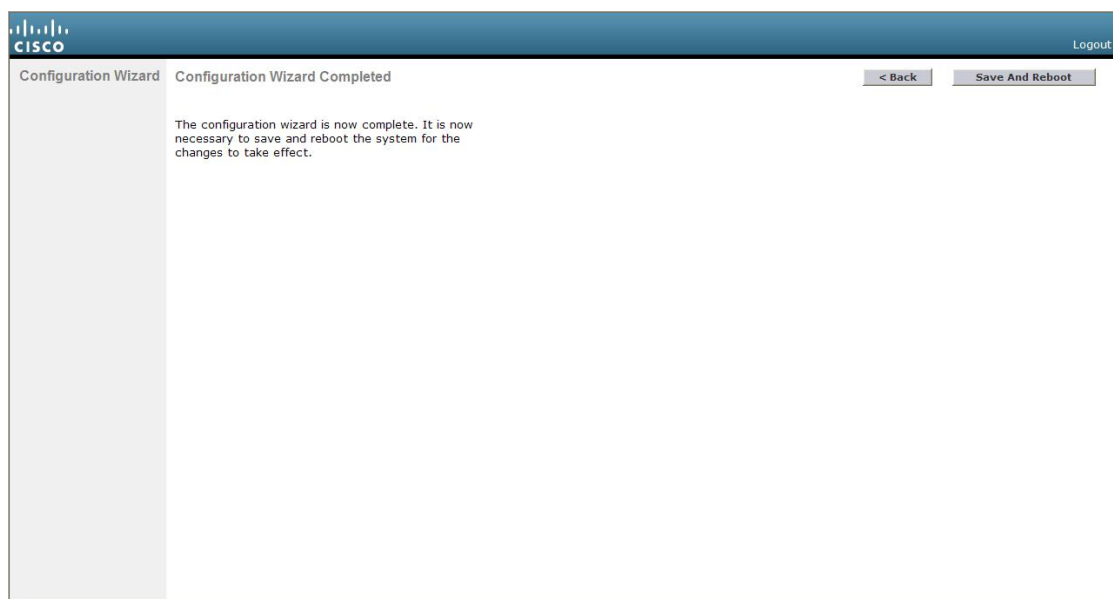 CISCO
Logout
Configuration Wizard
Configuration Wizard Completed
< Back
Save And Reboot
The configuration wizard is now complete. It is now
necessary to save and reboot the system for the
changes to take effect.